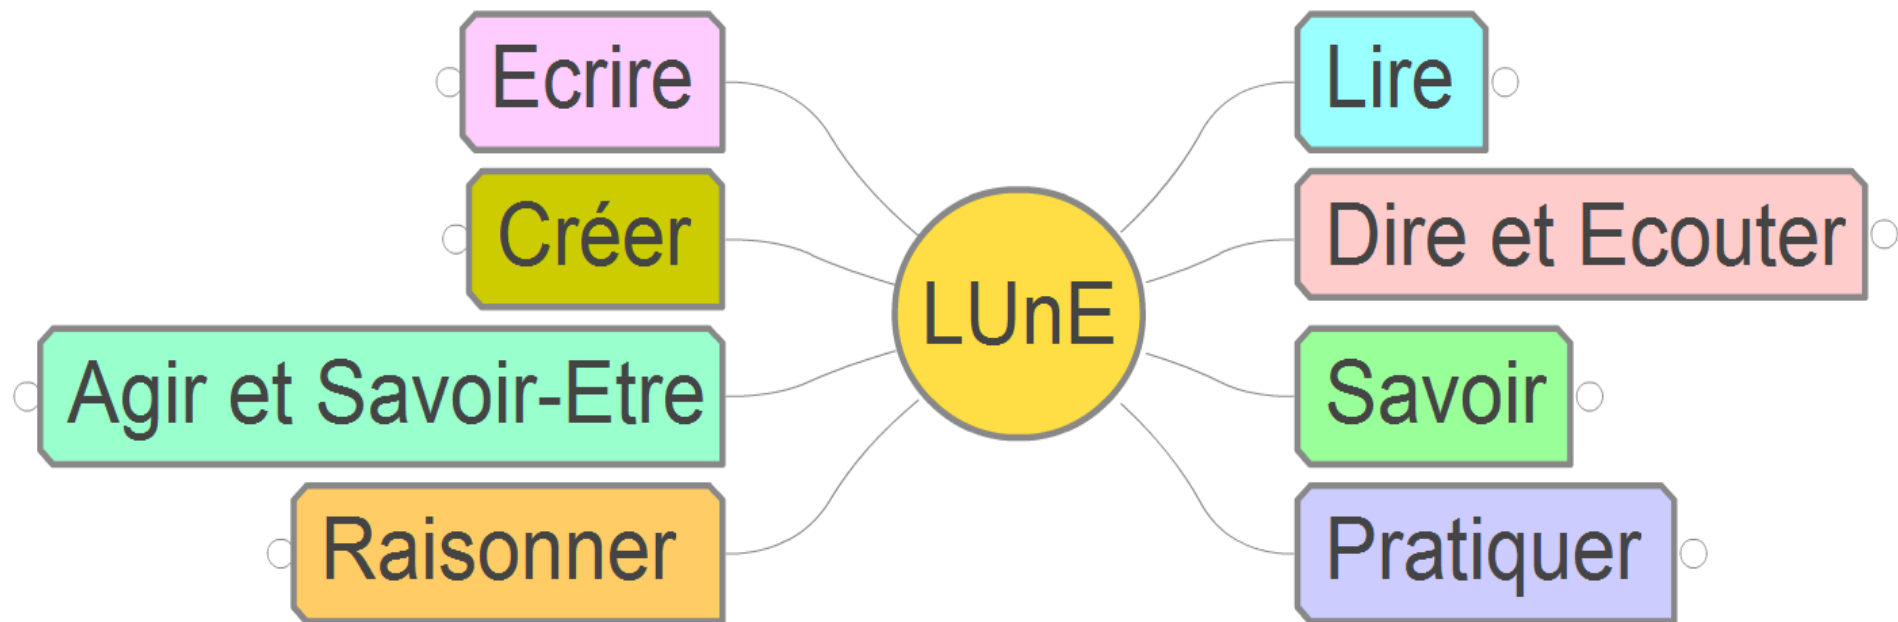 Ecrire
Lire
Créer
Dire et Ecouter
LUnE
Agir et Savoir-Etre
Savoir
Raisonner
Pratiquer